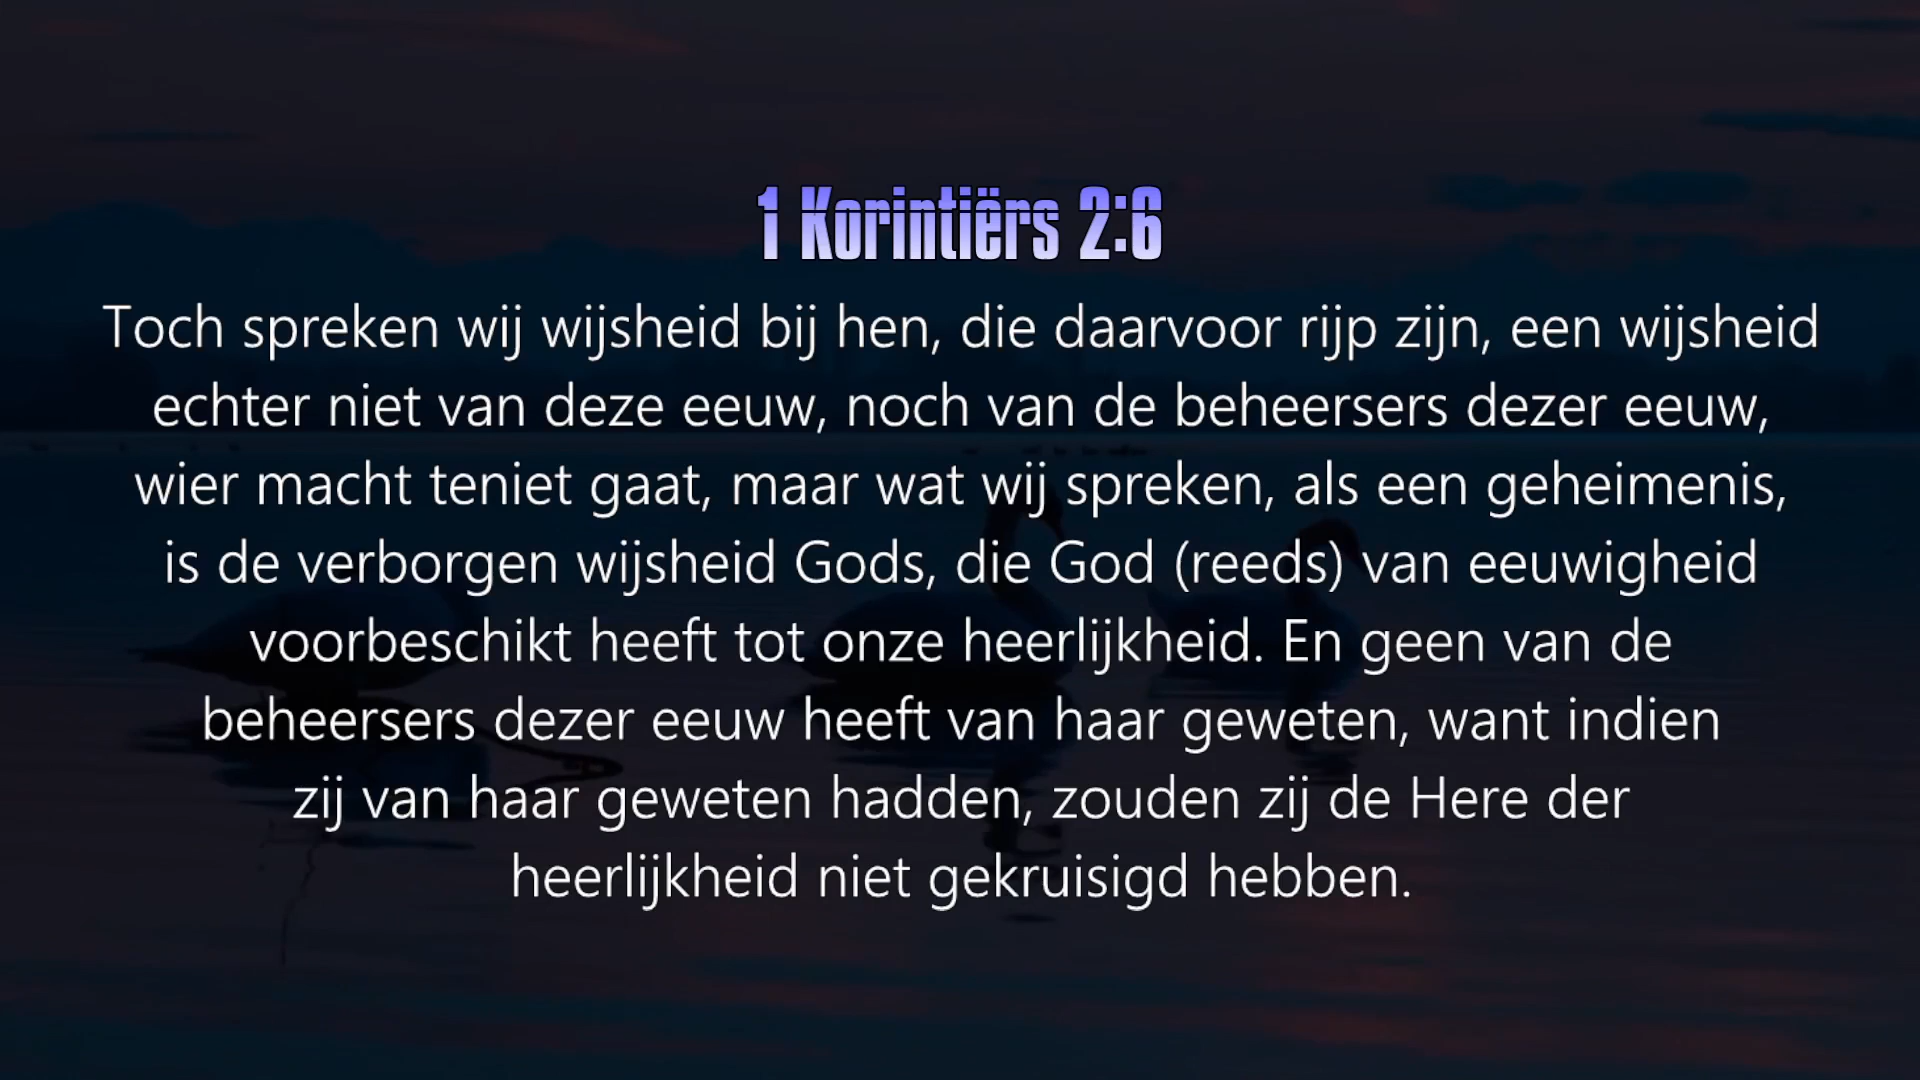 1 Korintiërs 2:6
Toch spreken wij wijsheid bij hen, die daarvoor rijp zijn, een wijsheid
echter niet van deze eeuw, noch van de beheersers dezer eeuw,
wier macht teniet gaat, maar wat wij spreken, als een geheimenis,
is de verborgen wijsheid Gods, die God (reeds) van eeuwigheid
voorbeschikt heeft tot onze heerlijkheid. En geen van de
beheersers dezer eeuw heeft van haar geweten, want indien
zij van haar geweten hadden, zouden zij de Here der
heerlijkheid niet gekruisigd hebben.